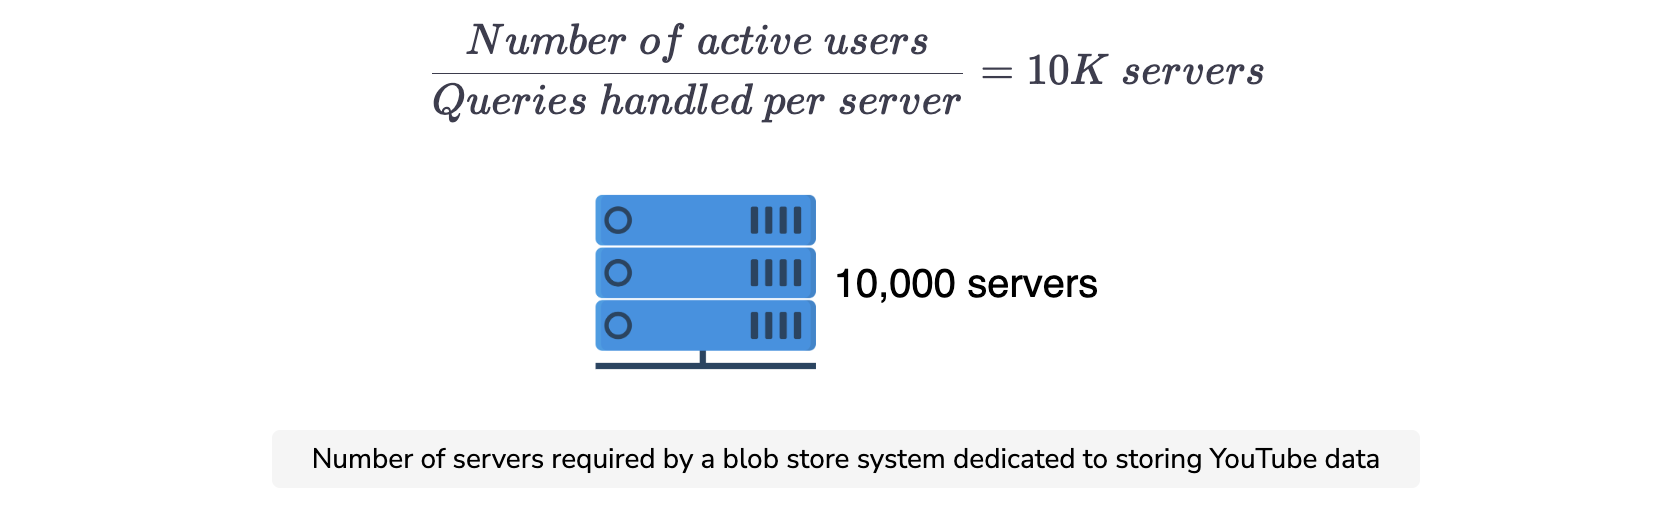 Number of active users
Queries handled per server
= 10K servers
10,000 servers
Number of servers required by a blob store system dedicated to storing YouTube data